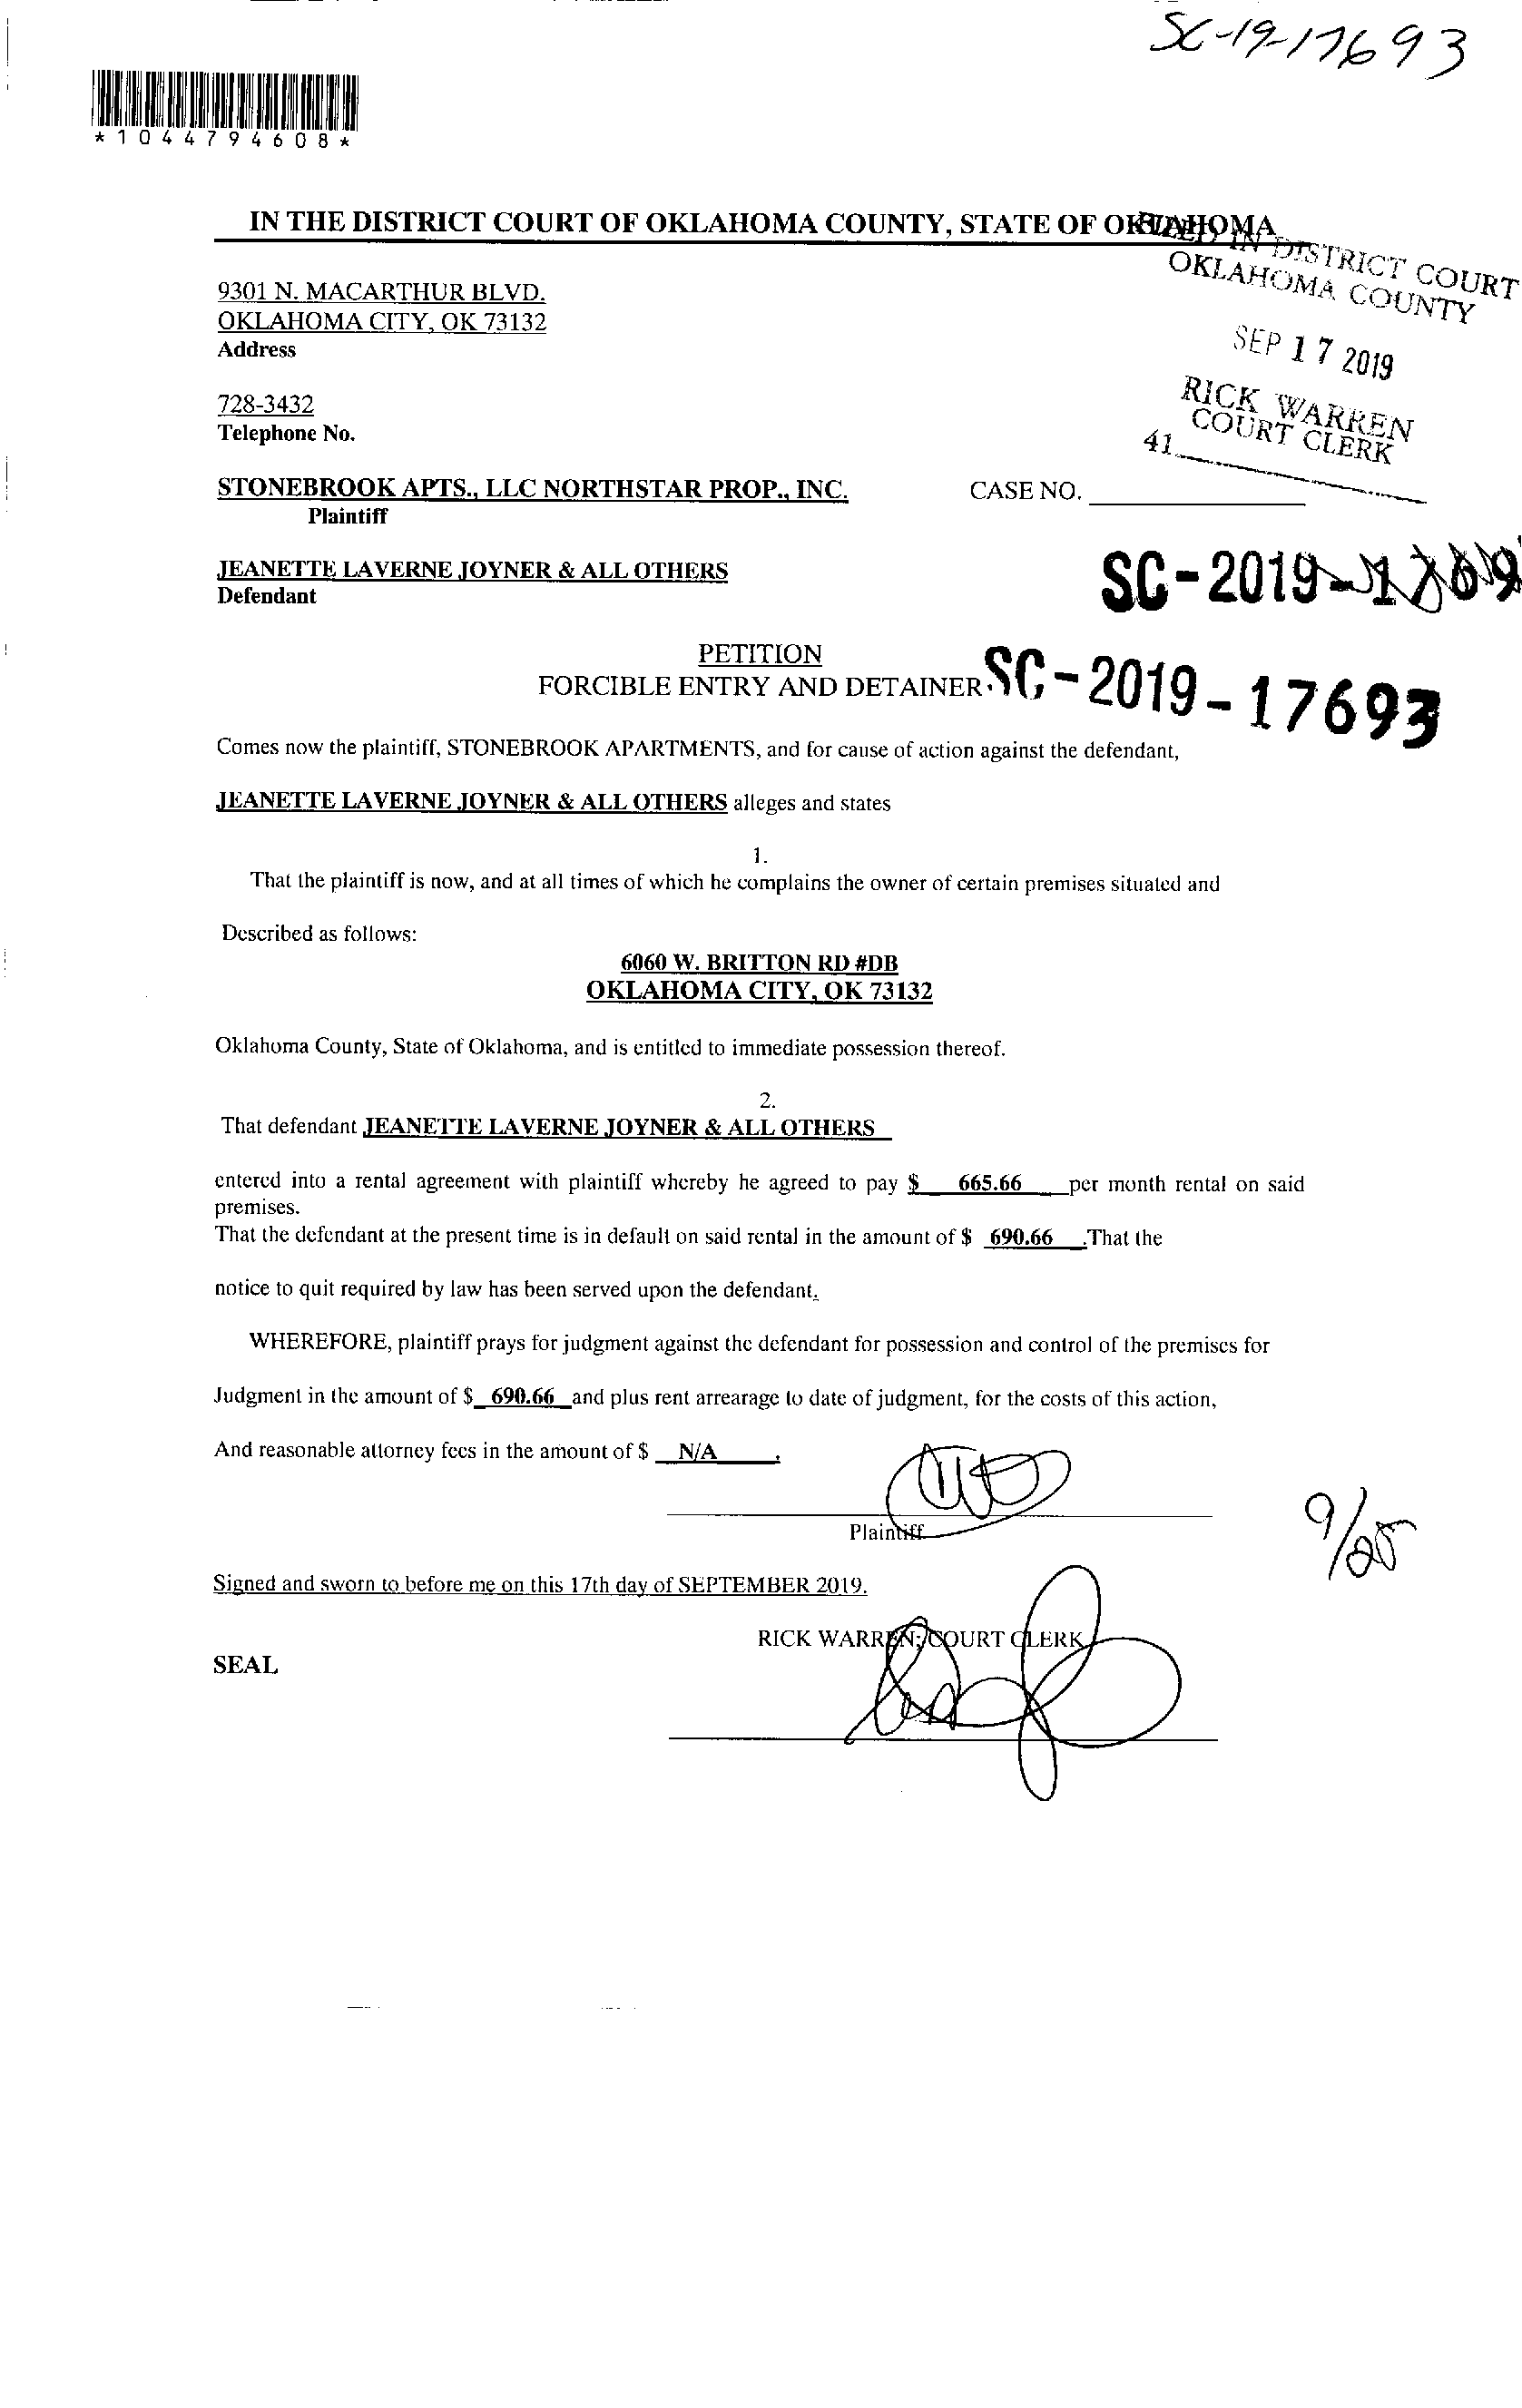 SC-19-17693
*1044794608*
IN THE DISTRICT COURT OF OKLAHOMA COUNTY, STATE OF OKLAHOMA
FILED IN DISTRICT COURT
OKLAHOMA COUNTY
9301 N. MACARTHUR BLVD.
OKLAHOMA CITY, OK 73132
Address
SEP 17 2019
728-3432
Telephone No.
RICK WARREN
COURT CLERK
41
STONEBROOK APTS., LLC NORTHSTAR PROP., INC.
Plaintiff
CASE NO.
JEANETTE LAVERNE JOYNER & ALL OTHERS
Defendant
SC-2019-
PETITION
FORCIBLE ENTRY AND DETAINER
SC-2019-17693
Comes now the plaintiff, STONEBROOK APARTMENTS, and for cause of action against the defendant,
JEANETTE LAVERNE JOYNER & ALL OTHERS alleges and states
1.
That the plaintiff is now, and at all times of which he complains the owner of certain premises situated and
Described as follows:
6060 W. BRITTON RD #DB
OKLAHOMA CITY, OK 73132
Oklahoma County, State of Oklahoma, and is entitled to immediate possession thereof.
2.
That defendant JEANETTE LAVERNE JOYNER & ALL OTHERS
entered into a rental agreement with plaintiff whereby he agreed to pay $ 665.66 per month rental on said
premises.
That the defendant at the present time is in default on said rental in the amount of $ 690.66 .That the
notice to quit required by law has been served upon the defendant.
WHEREFORE, plaintiff prays for judgment against the defendant for possession and control of the premises for
Judgment in the amount of $ 690.66 and plus rent arrearage to date of judgment, for the costs of this action,
And reasonable attorney fees in the amount of $ N/A .
Plaintiff
9/25
Signed and sworn to before me on this 17th day of SEPTEMBER 2019.
RICK WARREN, COURT CLERK
SEAL